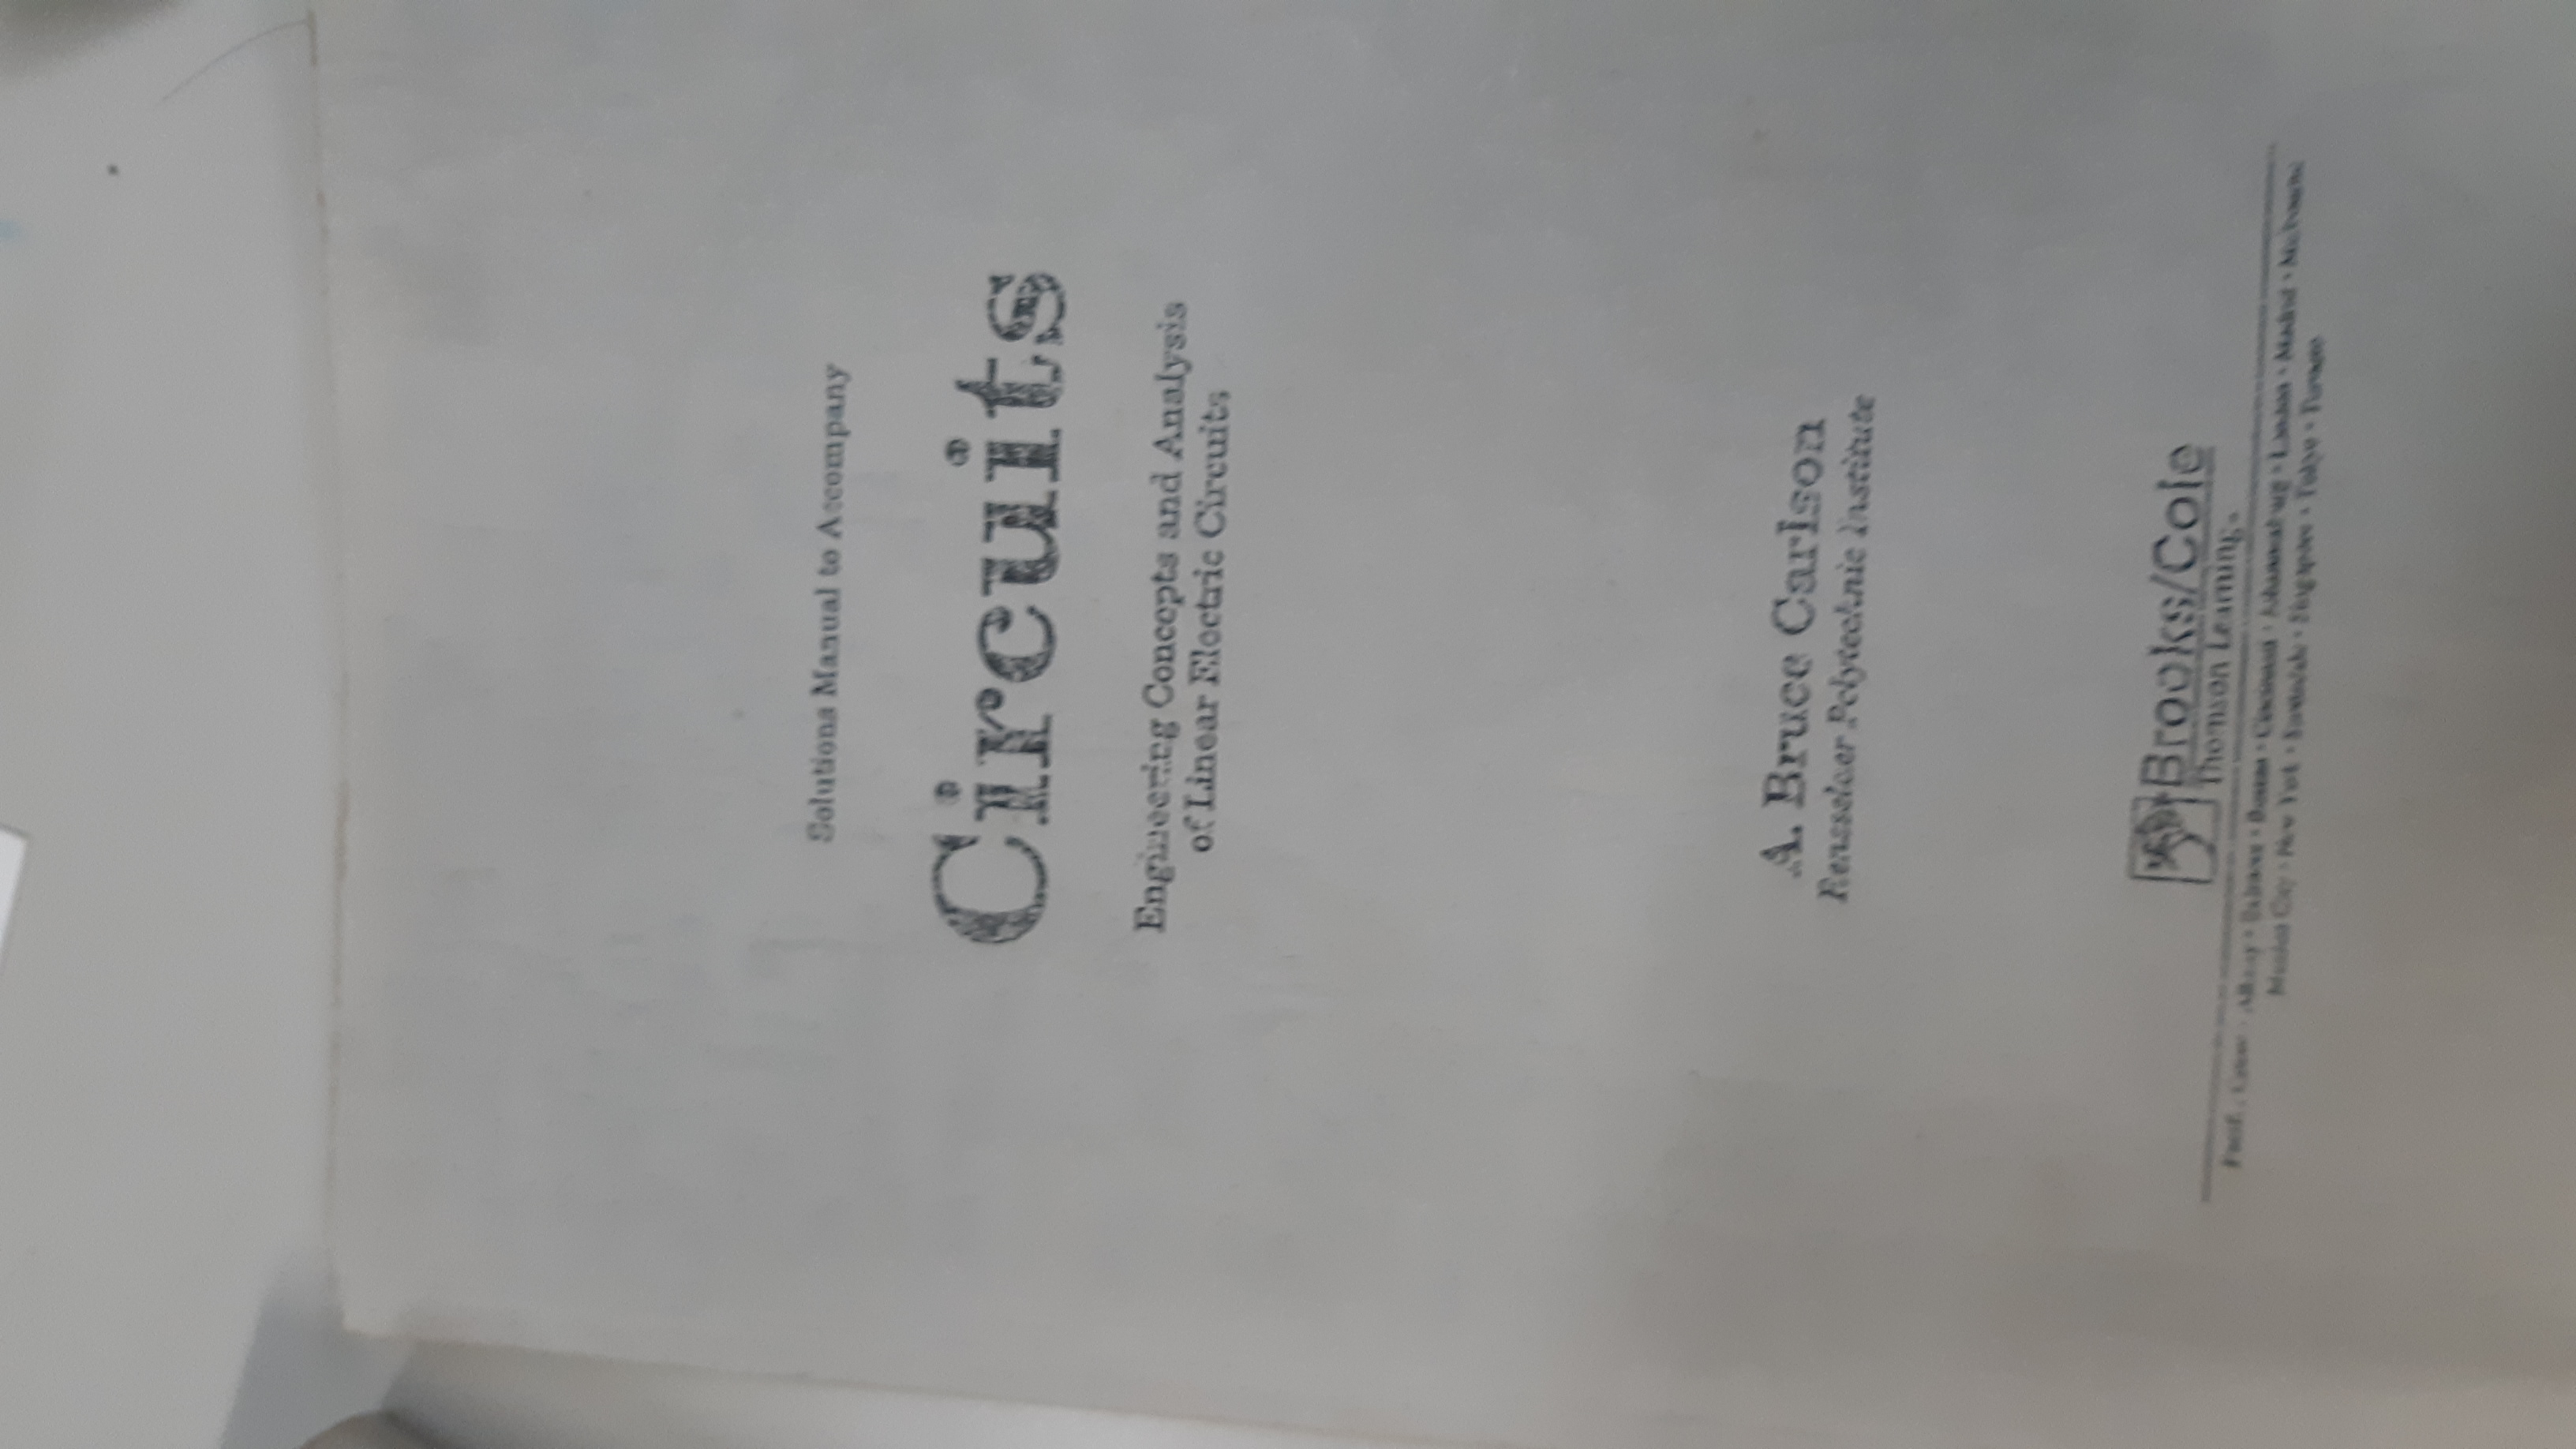 Solutions Manual to Accompany
Circuits
Engineering Concepts and Analysis
of Linear Electric Circuits
A. Bruce Carlson
Rensselaer Polytechnic Institute
Brooks/Cole
Thomson Learning
Albany • Belmont • Boston • Cincinnati • Johannesburg • London • Madrid • Melbourne
Mexico City • New York • Scottsdale • Singapore • Tokyo • Toronto